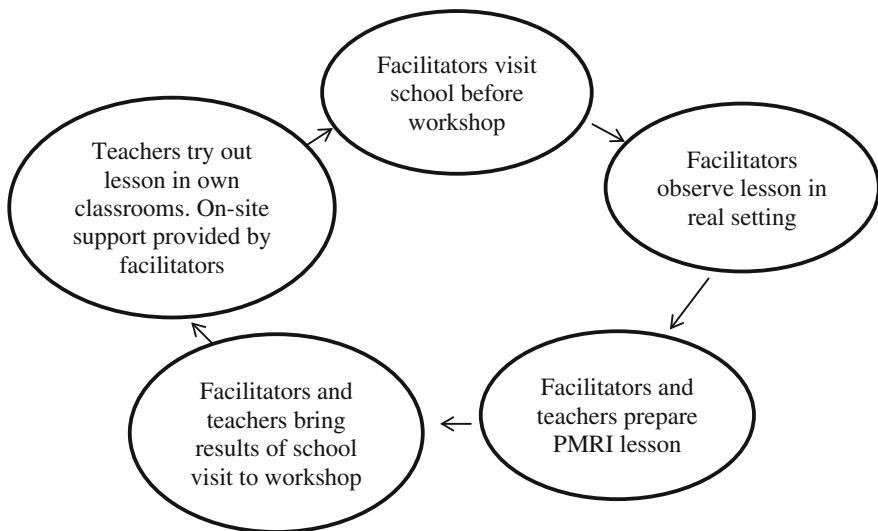 Facilitators visit
school before
workshop
Facilitators
observe lesson in
real setting
Facilitators and
teachers prepare
PMRI lesson
Facilitators and
teachers bring
results of school
visit to workshop
Teachers try out
lesson in own
classrooms. On-site
support provided by
facilitators